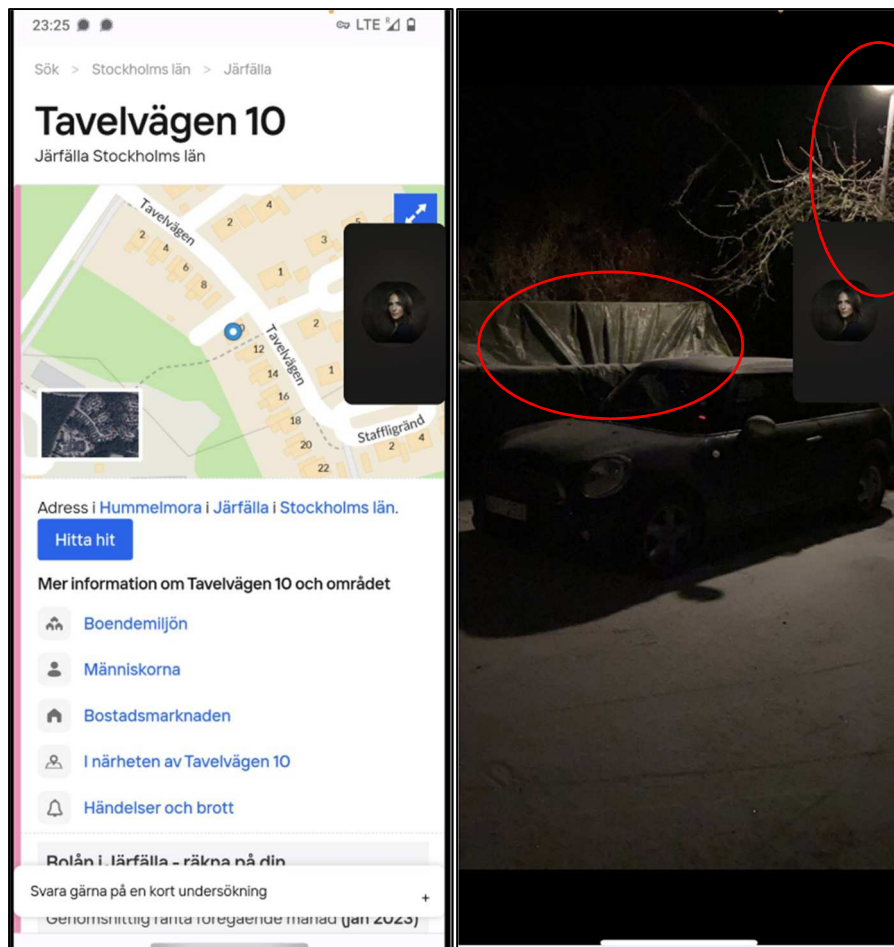 23:25
LTE R
Sök > Stockholms län > Järfälla
Tavelvägen 10
Järfälla Stockholms län
Tavelvägen
2
4
6
8
2
4
3
5
1
10
12
14
16
18
20
22
Tavelvägen
2
1
Staffligränd
2
4
Adress i Hummelmora i Järfälla i Stockholms län.
Hitta hit
Mer information om Tavelvägen 10 och området
Boendemiljön
Människorna
Bostadsmarknaden
I närheten av Tavelvägen 10
Händelser och brott
Bolån i Järfälla - räkna på din
Svara gärna på en kort undersökning
+
Genomsnittlig ränta föregående månad (jan 2023)